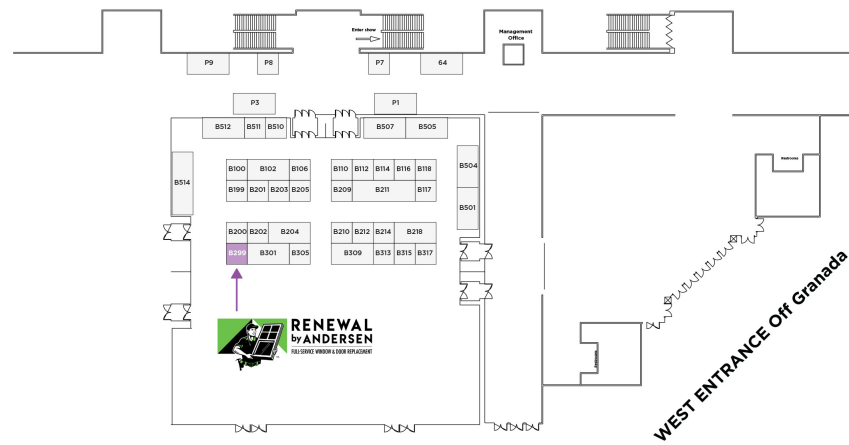 Enter show
Management
Office
P9
P8
P7
64
P3
P1
B512
B511
B510
B507
B505
B514
B504
B501
B100
B102
B106
B110
B112
B114
B116
B118
B199
B201
B203
B205
B209
B211
B117
B200
B202
B204
B210
B212
B214
B218
B299
B301
B305
B309
B313
B315
B317
Restrooms
Restrooms
RENEWAL
by ANDERSEN
FULL-SERVICE WINDOW & DOOR REPLACEMENT
WEST ENTRANCE Off Granada